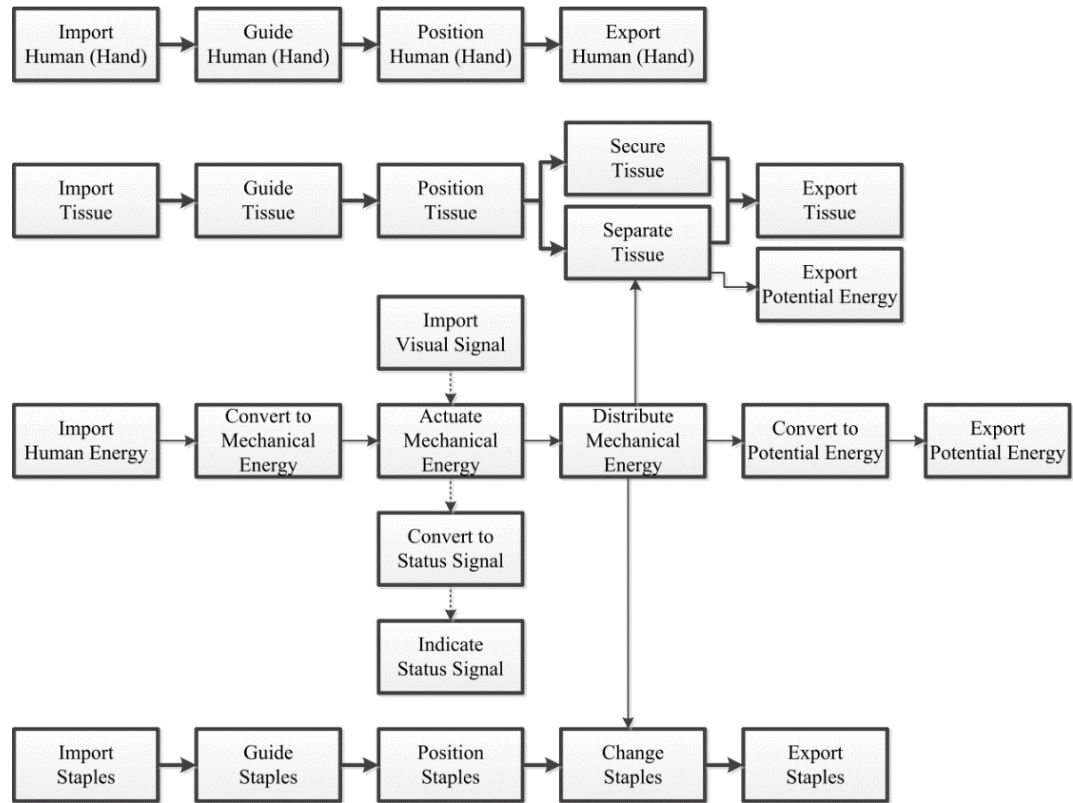 Import
Human (Hand)
Guide
Human (Hand)
Position
Human (Hand)
Export
Human (Hand)
Import
Tissue
Guide
Tissue
Position
Tissue
Secure
Tissue
Separate
Tissue
Export
Tissue
Export
Potential Energy
Import
Visual Signal
Import
Human Energy
Convert to
Mechanical
Energy
Actuate
Mechanical
Energy
Distribute
Mechanical
Energy
Convert to
Potential Energy
Export
Potential Energy
Convert to
Status Signal
Indicate
Status Signal
Import
Staples
Guide
Staples
Position
Staples
Change
Staples
Export
Staples